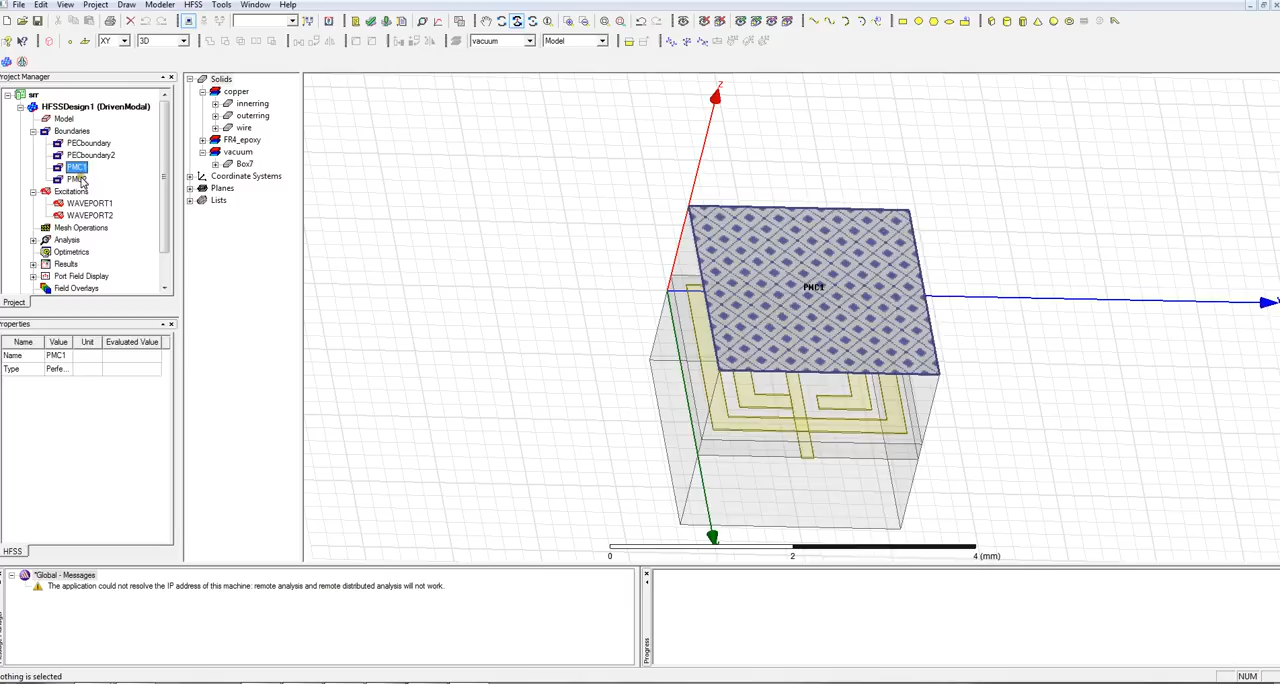 File Edit View Project Draw Modeler HFSS Tools Window Help
XY 3D vacuum Model
Project Manager
srr
HFSSDesign1 (DrivenModal)
Model
Boundaries
PECboundary
PECboundary2
PMC1
Excitations
WAVEPORT1
WAVEPORT2
Mesh Operations
Analysis
Optimetrics
Results
Port Field Display
Field Overlays
Project
Solids
copper
innerring
outerring
wire
FR4_epoxy
vacuum
Box7
Coordinate Systems
Planes
Lists
Z
PMC1
0 2 4 (mm)
Properties
Name Value Unit Evaluated Value
Name PMC1
Type Perfe...
HFSS
*Global - Messages
The application could not resolve the IP address of this machine: remote analysis and remote distributed analysis will not work.
Progress
othing is selected
NUM